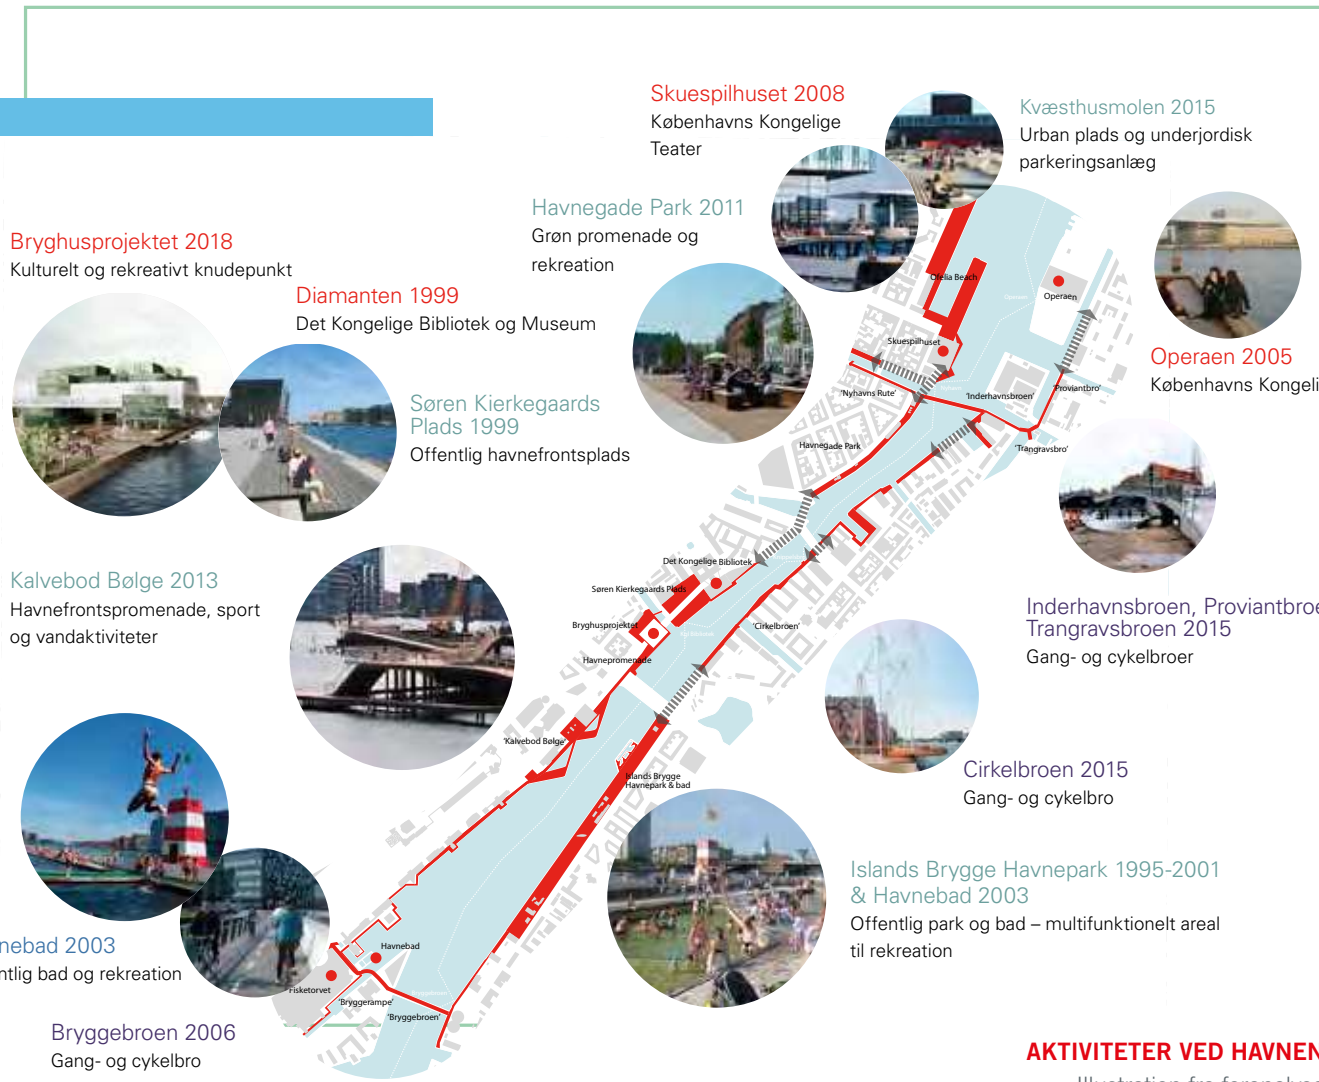 Skuespilhuset 2008
Københavns Kongelige
Teater
Kvæsthusmolen 2015
Urban plads og underjordisk
parkeringsanlæg
Havnegade Park 2011
Grøn promenade og
rekreation
Bryghusprojektet 2018
Kulturelt og rekreativt knudepunkt
Diamanten 1999
Det Kongelige Bibliotek og Museum
Søren Kierkegaards
Plads 1999
Offentlig havnefrontsplads
Operaen 2005
Københavns Kongeli
Kalvebod Bølge 2013
Havnefrontspromenade, sport
og vandaktiviteter
Inderhavnsbroen, Proviantbroe
Trangravsbroen 2015
Gang- og cykelbroer
Cirkelbroen 2015
Gang- og cykelbro
Islands Brygge Havnepark 1995-2001
& Havnebad 2003
Offentlig park og bad – multifunktionelt areal
til rekreation
nebad 2003
ntlig bad og rekreation
Bryggebroen 2006
Gang- og cykelbro
Ofelia Beach
Operaen
Skuespilhuset
'Nyhavns Rute'
'Inderhavnsbroen'
'Proviantbro'
'Trangravsbro'
Havnegade Park
Det Kongelige Bibliotek
Søren Kierkegaards Plads
Bryghusprojektet
'Cirkelbroen'
Havnepromenade
'Kalvebod Bølge'
Islands Brygge
Havnepark & bad
Havnebad
Fisketorvet
'Bryggerampe'
'Bryggebroen'
AKTIVITETER VED HAVNEN